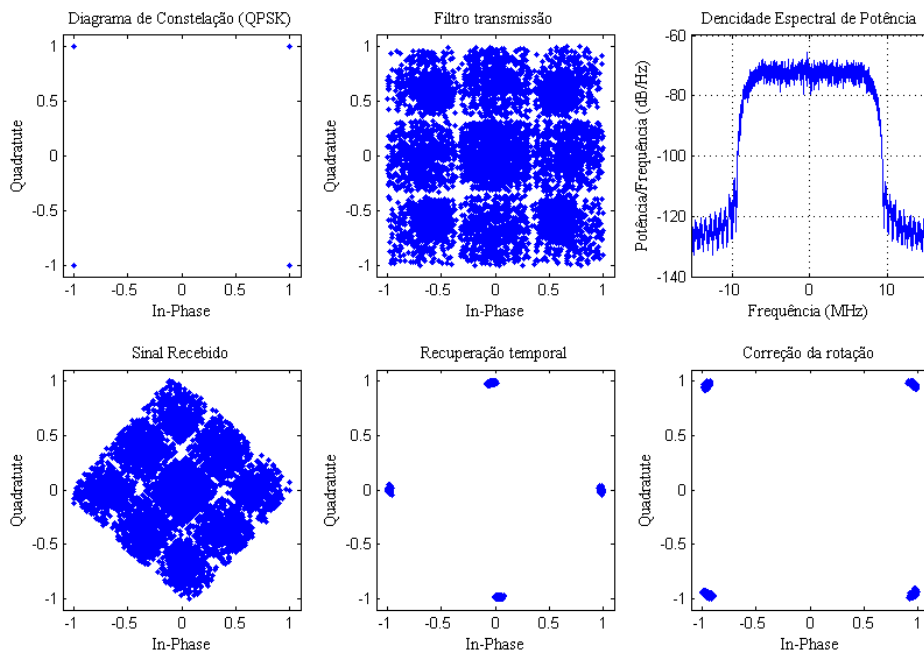 Diagrama de Constelação (QPSK)
1
0.5
0
-0.5
-1
-1 -0.5 0 0.5 1
Quadratute
In-Phase
Filtro transmissão
1
0.5
0
-0.5
-1
-1 -0.5 0 0.5 1
Quadratute
In-Phase
Dencidade Espectral de Potência
-60
-80
-100
-120
-140
-10 0 10
Potência/Frequência (dB/Hz)
Frequência (MHz)
Sinal Recebido
1
0.5
0
-0.5
-1
-1 -0.5 0 0.5 1
Quadratute
In-Phase
Recuperação temporal
1
0.5
0
-0.5
-1
-1 -0.5 0 0.5 1
Quadratute
In-Phase
Correção da rotação
1
0.5
0
-0.5
-1
-1 -0.5 0 0.5 1
Quadratute
In-Phase